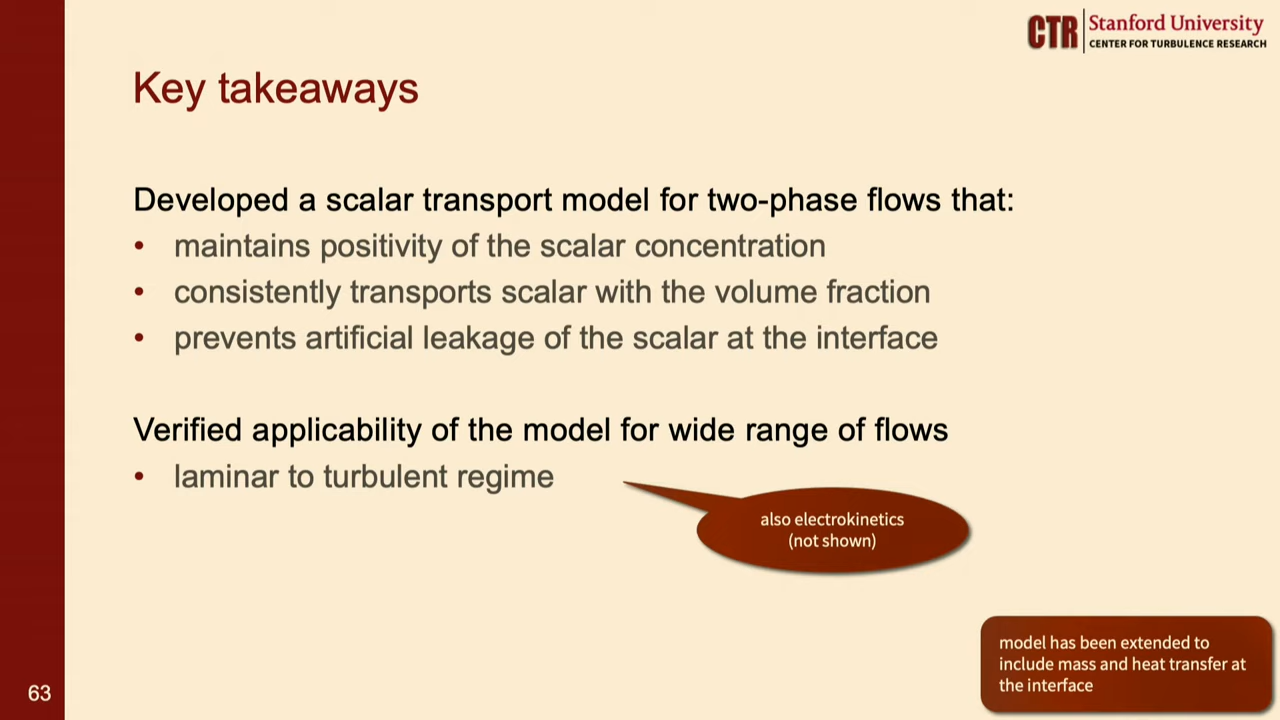 CTR Stanford University
CENTER FOR TURBULENCE RESEARCH
Key takeaways
Developed a scalar transport model for two-phase flows that:
• maintains positivity of the scalar concentration
• consistently transports scalar with the volume fraction
• prevents artificial leakage of the scalar at the interface
Verified applicability of the model for wide range of flows
• laminar to turbulent regime
also electrokinetics
(not shown)
model has been extended to
include mass and heat transfer at
the interface
63